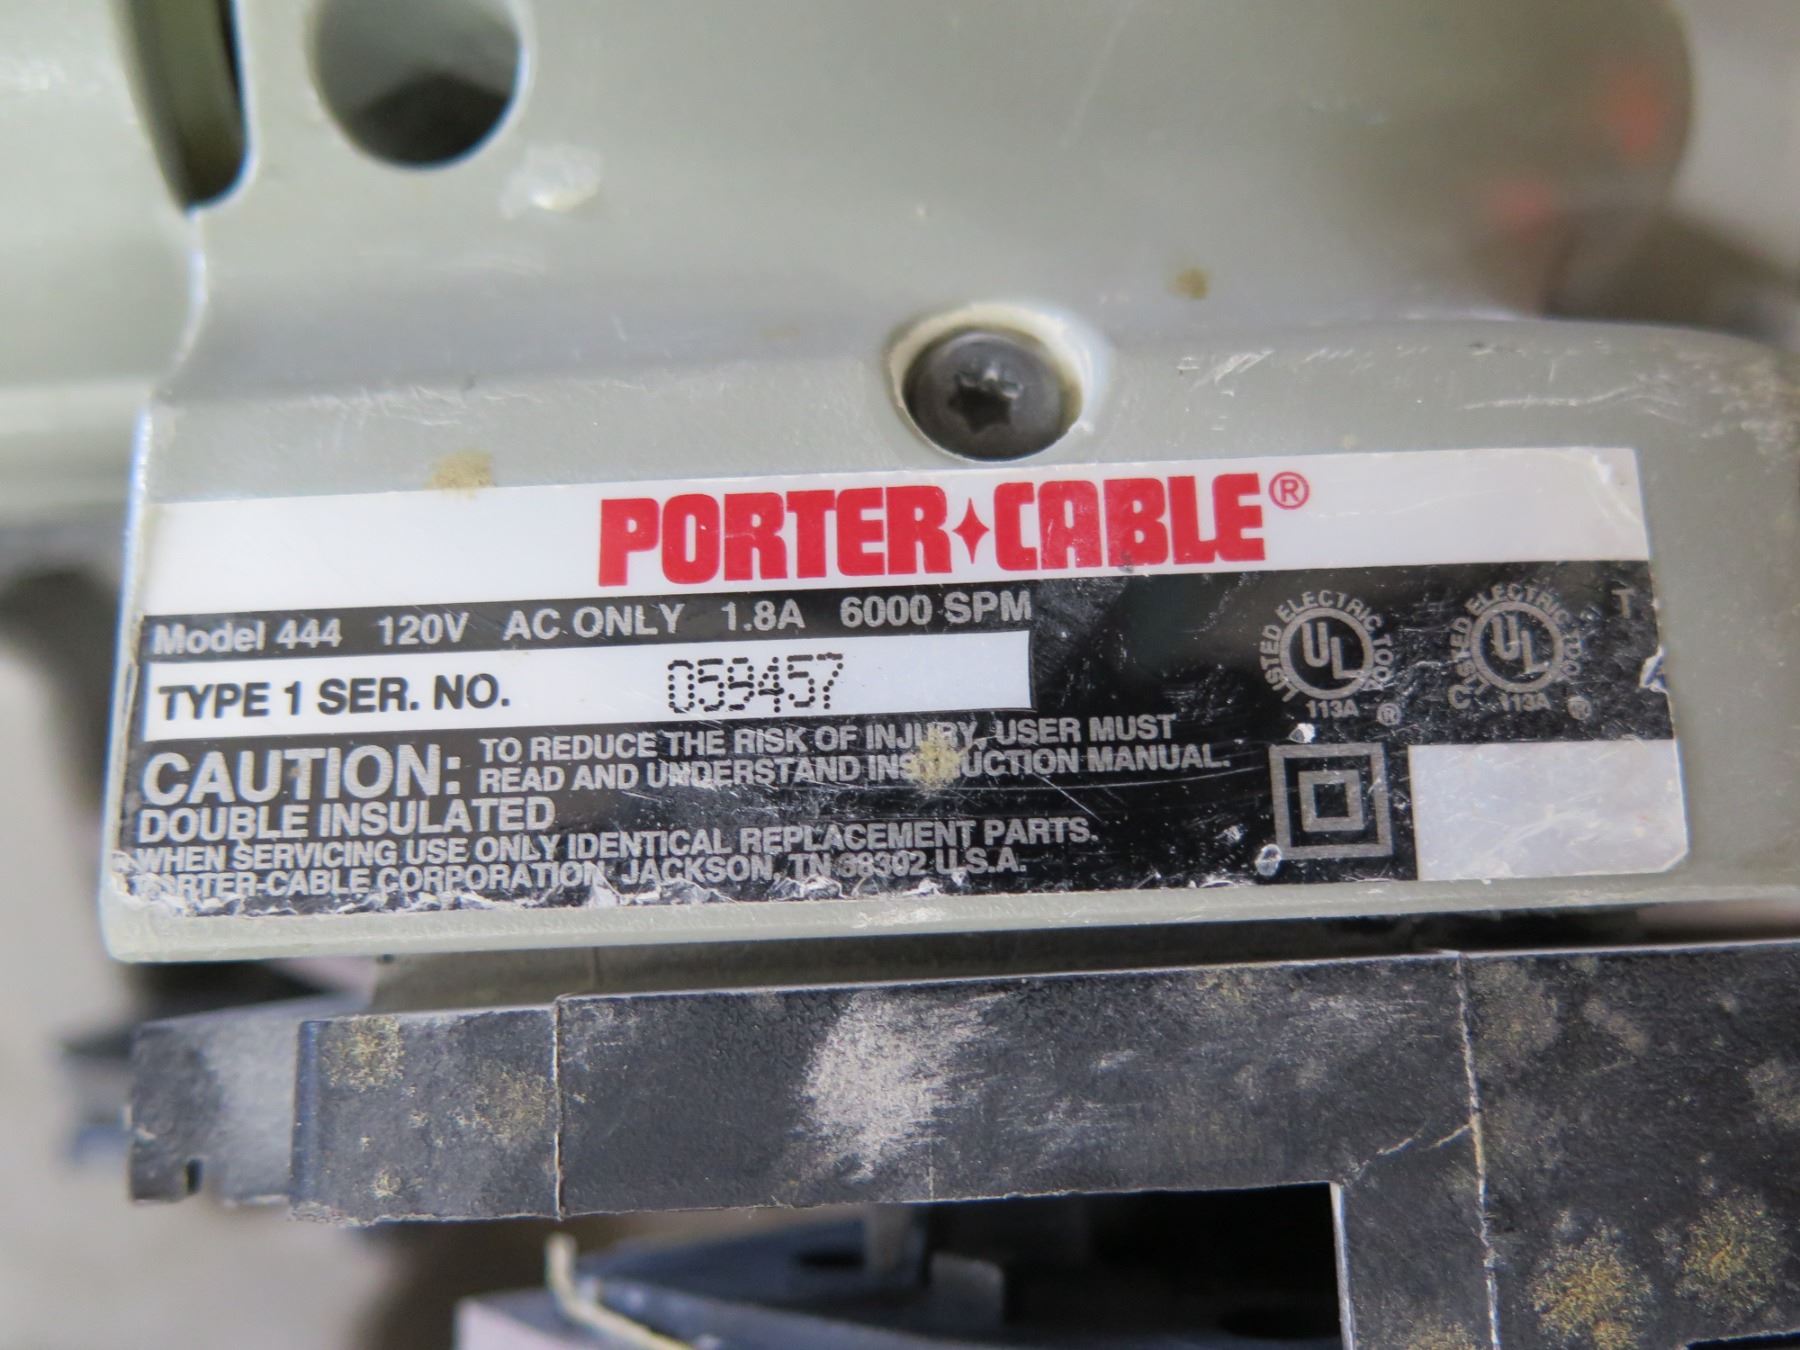 PORTER✦CABLE®
Model 444 120V AC ONLY 1.8A 6000 SPM
TYPE 1 SER. NO. 059457
CAUTION: TO REDUCE THE RISK OF INJURY, USER MUST
READ AND UNDERSTAND INSTRUCTION MANUAL.
DOUBLE INSULATED
WHEN SERVICING USE ONLY IDENTICAL REPLACEMENT PARTS.
PORTER-CABLE CORPORATION JACKSON, TN 38302 U.S.A.
LISTED ELECTRIC TOOL
UL
113A ®
LISTED ELECTRIC TOOL
C UL
113A ®
T